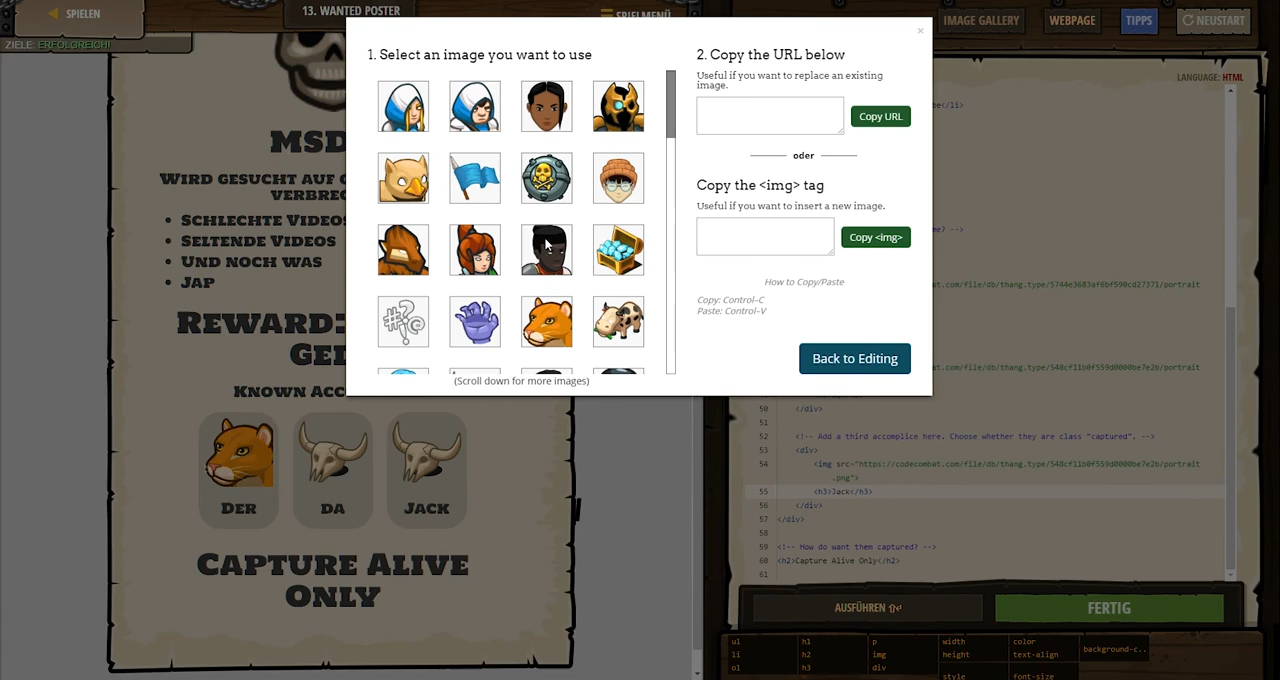 SPIELEN
13. WANTED POSTER
SPIELMENÜ
IMAGE GALLERY
WEBPAGE
TIPPS
NEUSTART
ZIELE: ERFOLGREICH!
LANGUAGE: HTML
MSD
WIRD GESUCHT AUF
SCHLECHTE VIDEOS
SELTENDE VIDEOS
UND NOCH WAS
JAP
REWARD:
KNOWN
DER
DA
JACK
CAPTURE ALIVE
ONLY
×
1. Select an image you want to use
(Scroll down for more images)
2. Copy the URL below
Useful if you want to replace an existing
image.
Copy URL
oder
Copy the <img> tag
Useful if you want to insert a new image.
Copy <img>
How to Copy/Paste
Copy: Control–C
Paste: Control–V
Back to Editing
</li>
50 </div>
51
52 <!-- Add a third accomplice here. Choose whether they are class "captured". -->
53 <div>
54 <img src="https://codecombat.com/file/db/thang.type/548cf11b0f559d0000be7e2b/portrait
.png">
55 <h3>Jack</h3>
56 </div>
57 </div>
58
59 <!-- How do want them captured? -->
60 <h2>Capture Alive Only</h2>
61
AUSFÜHREN
FERTIG
ul h1 p width color background-c..
li h2 img height text-align
ol h3 div style font-size